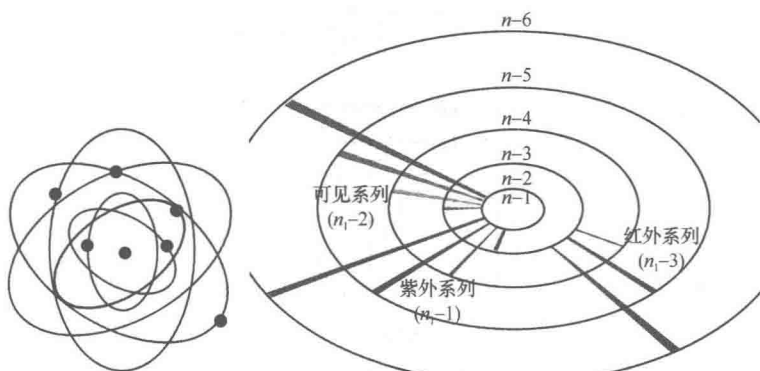 n–6
n–5
n–4
n–3
n–2
n–1
可见系列
(n₁–2)
红外系列
(n₁–3)
紫外系列
(n₁–1)